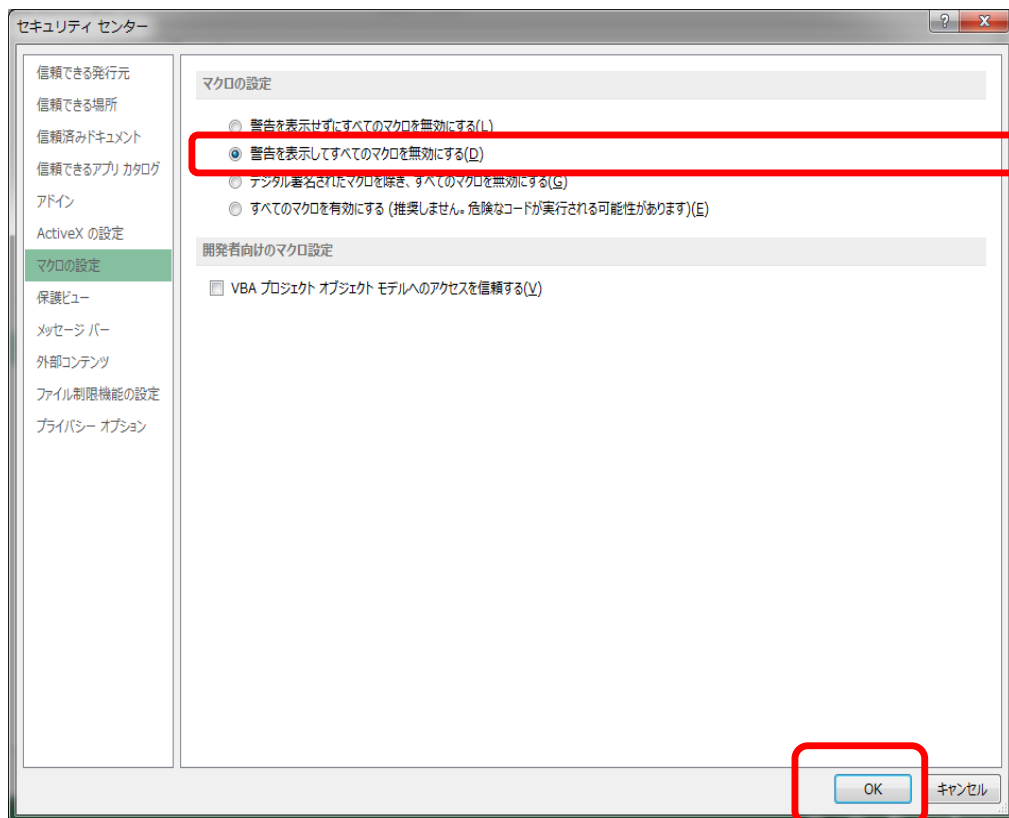 セキュリティ センター
信頼できる発行元
信頼できる場所
信頼済みドキュメント
信頼できるアプリ カタログ
アドイン
ActiveX の設定
マクロの設定
保護ビュー
メッセージ バー
外部コンテンツ
ファイル制限機能の設定
プライバシー オプション
マクロの設定
警告を表示せずにすべてのマクロを無効にする(L)
警告を表示してすべてのマクロを無効にする(D)
デジタル署名されたマクロを除き、すべてのマクロを無効にする(G)
すべてのマクロを有効にする (推奨しません。危険なコードが実行される可能性があります)(E)
開発者向けのマクロ設定
VBA プロジェクト オブジェクト モデルへのアクセスを信頼する(V)
OK
キャンセル